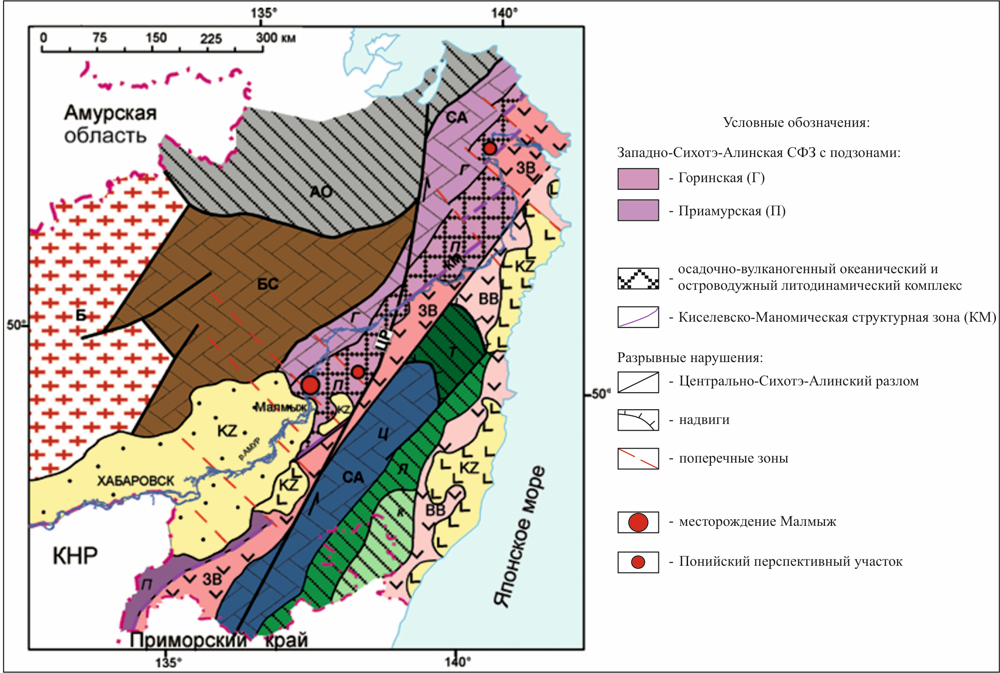 135° 140°
0 75 150 225 300 км
Амурская
область
СА
Г
ЗВ
АО
П
КМ
БС
KZ
Б
50°
ВВ
Г
ЗВ
ЦР
Т
П
50°
Малмыж
KZ
KZ
Ц
р.АМУР
ХАБАРОВСК
KZ
СА
Л
KZ
К
ВВ
КНР
П
ЗВ
Японское море
Приморский край
135° 140°
Условные обозначения:
Западно-Сихотэ-Алинская СФЗ с подзонами:
- Горинская (Г)
- Приамурская (П)
- осадочно-вулканогенный океанический и
островодужный литодинамический комплекс
- Киселевско-Маномическая структурная зона (КМ)
Разрывные нарушения:
- Центрально-Сихотэ-Алинский разлом
- надвиги
- поперечные зоны
- месторождение Малмыж
- Понийский перспективный участок